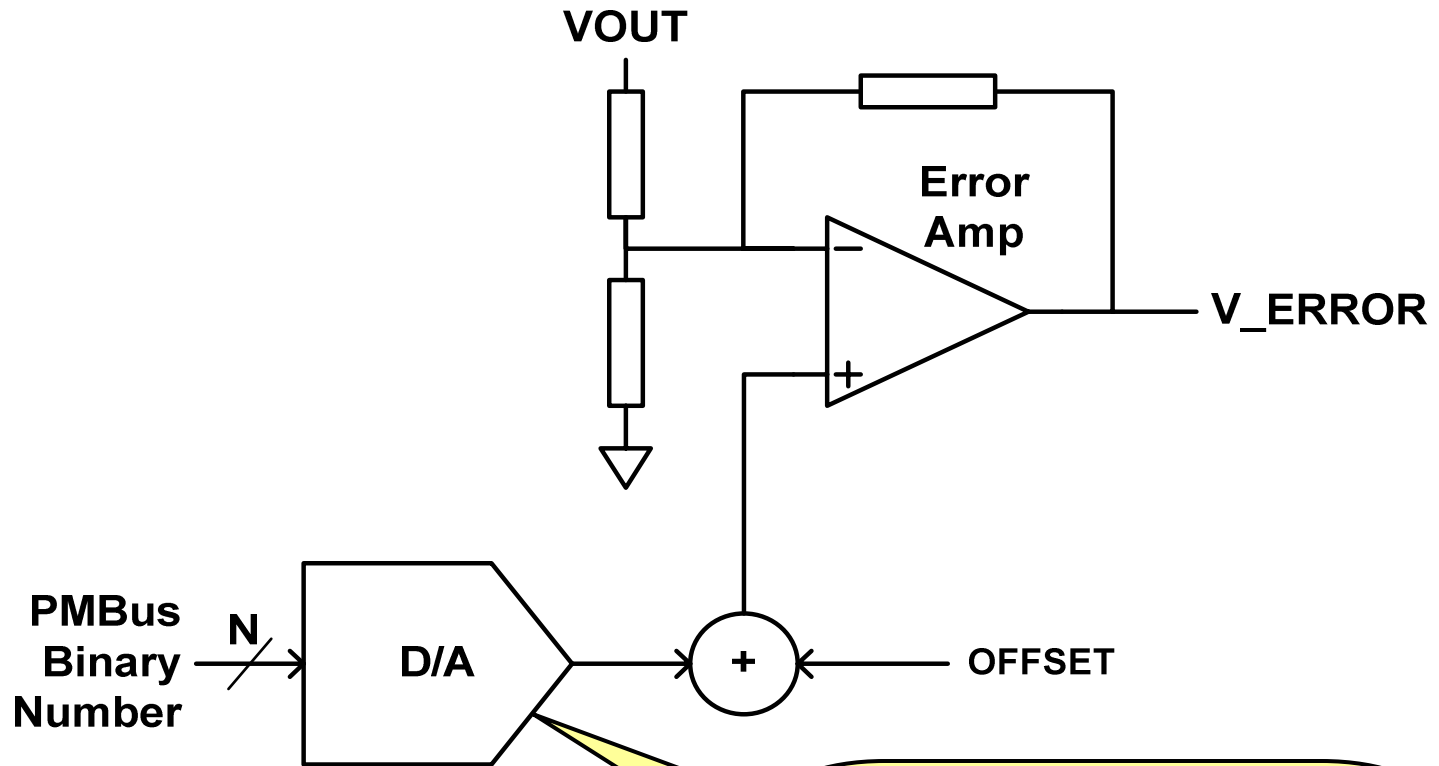 VOUT
Error
Amp
−
+
V_ERROR
PMBus
Binary
Number
N
D/A
+
OFFSET